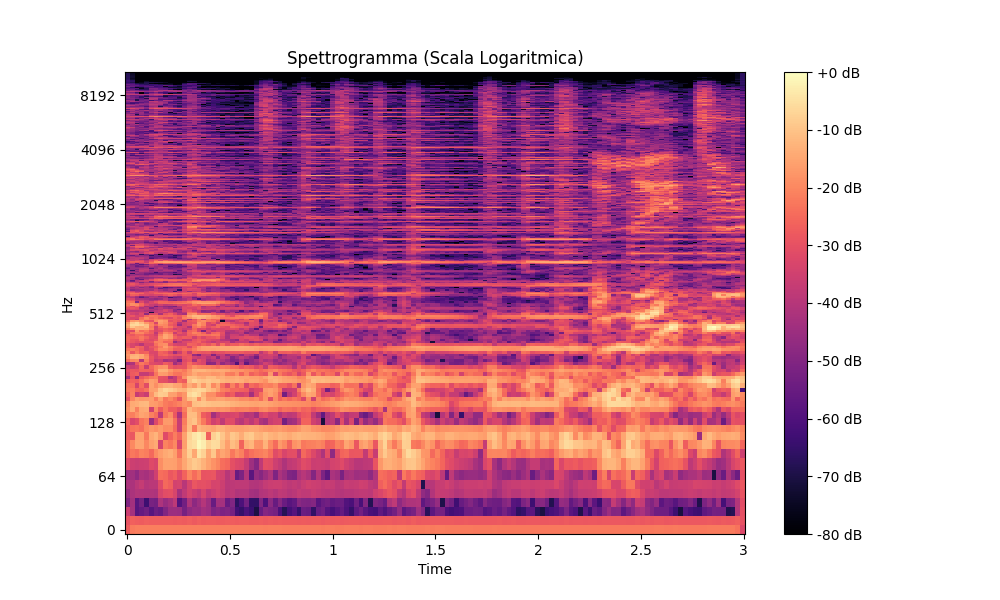 Spettrogramma (Scala Logaritmica)
Hz
8192
4096
2048
1024
512
256
128
64
0
0
0.5
1
1.5
2
2.5
3
Time
+0 dB
-10 dB
-20 dB
-30 dB
-40 dB
-50 dB
-60 dB
-70 dB
-80 dB